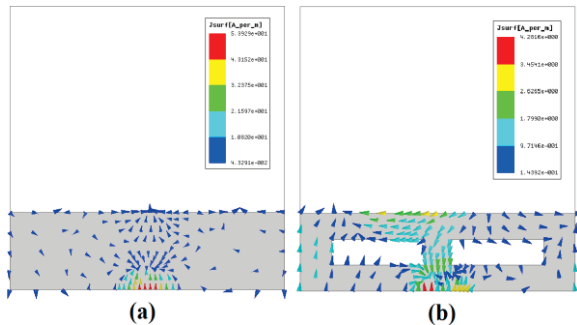 Jsurf[A_per_m]
5.3929e+001
4.3152e+001
3.2375e+001
2.1597e+001
1.0820e+001
4.3291e-002
Jsurf[A_per_m]
4.2816e+000
3.4541e+000
2.6265e+000
1.7990e+000
9.7146e-001
1.4392e-001
(a)
(b)